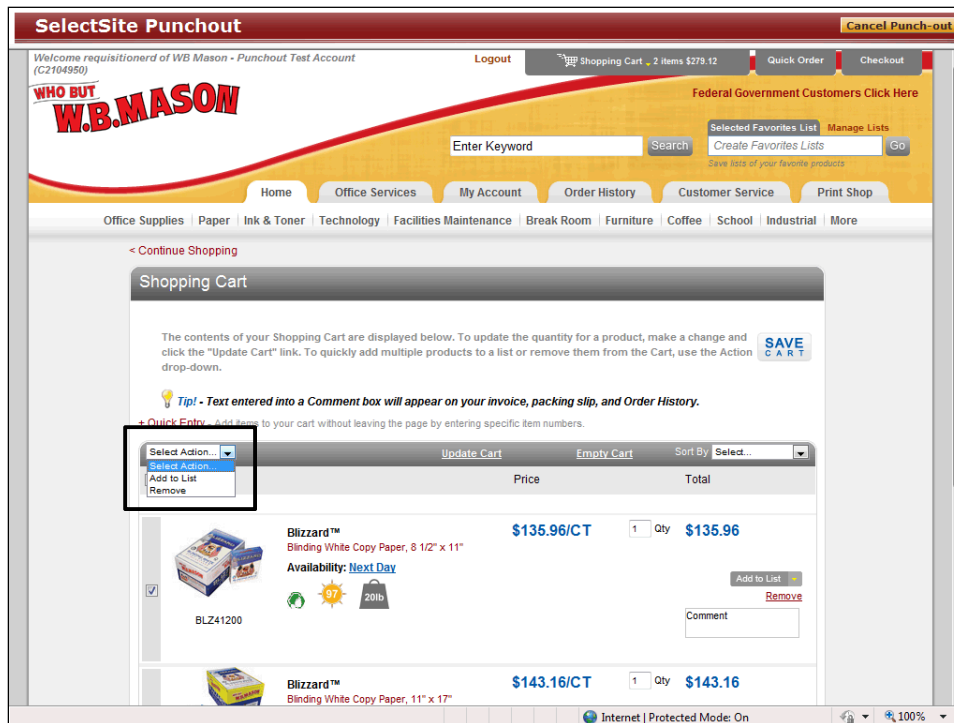 SelectSite Punchout
Cancel Punch-out
Welcome requisitionerd of WB Mason - Punchout Test Account
(C2104950)
Logout
Shopping Cart 2 items $279.12
Quick Order
Checkout
WHO BUT
W.B.MASON
Federal Government Customers Click Here
Selected Favorites List
Manage Lists
Enter Keyword
Search
Create Favorites Lists
Go
Save lists of your favorite products
Home
Office Services
My Account
Order History
Customer Service
Print Shop
Office Supplies | Paper | Ink & Toner | Technology | Facilities Maintenance | Break Room | Furniture | Coffee | School | Industrial | More
< Continue Shopping
Shopping Cart
The contents of your Shopping Cart are displayed below. To update the quantity for a product, make a change and
click the "Update Cart" link. To quickly add multiple products to a list or remove them from the Cart, use the Action
drop-down.
SAVE
CART
Tip! - Text entered into a Comment box will appear on your invoice, packing slip, and Order History.
+ Quick Entry - Add items to your cart without leaving the page by entering specific item numbers.
Select Action...
Update Cart
Empty Cart
Sort By Select...
Select Action...
Add to List
Remove
Price
Total
Blizzard™
Blinding White Copy Paper, 8 1/2" x 11"
Availability: Next Day
97
20lb
BLZ41200
$135.96/CT
1 Qty
$135.96
Add to List
Remove
Comment
W.B.MASON
Blizzard™
Blinding White Copy Paper, 11" x 17"
$143.16/CT
1 Qty
$143.16
Internet | Protected Mode: On
100%